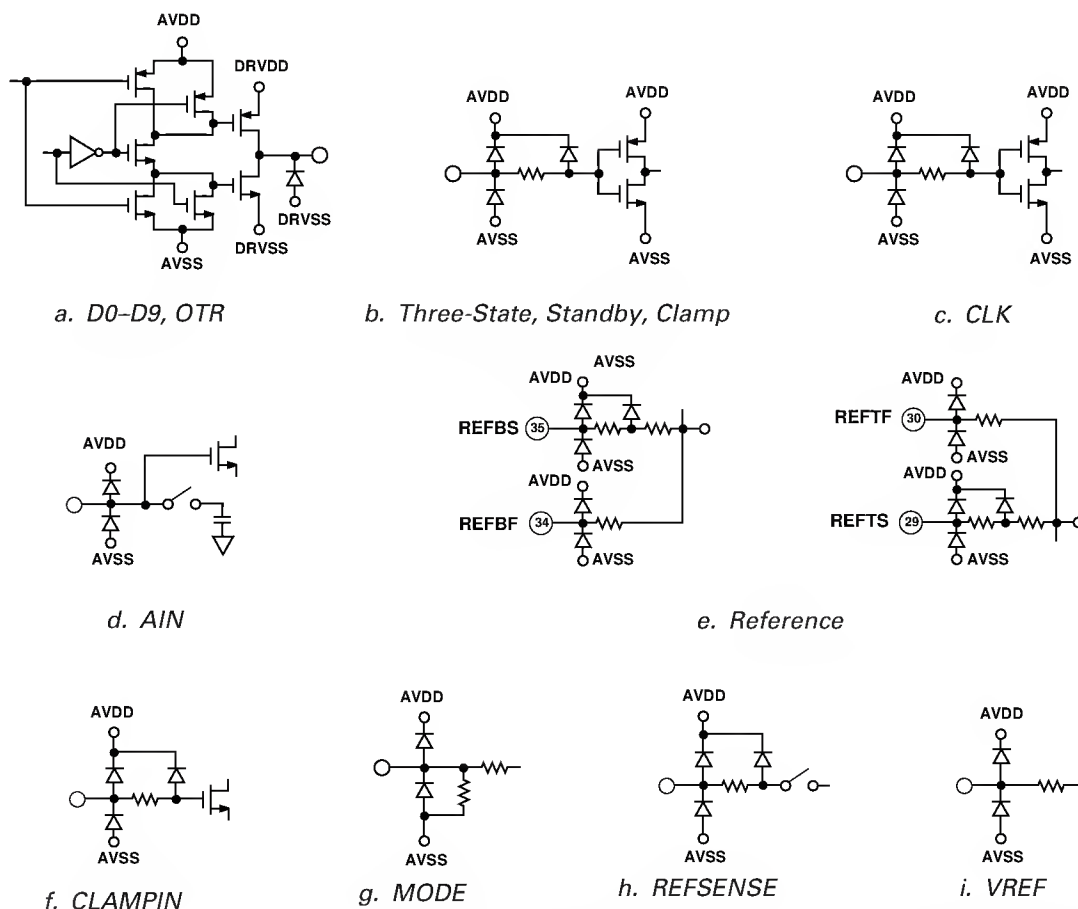 AVDD
DRVDD
DRVSS
DRVSS
AVSS
a. D0–D9, OTR
AVDD
AVDD
AVSS
AVSS
b. Three-State, Standby, Clamp
AVDD
AVDD
AVSS
AVSS
c. CLK
AVDD
AVSS
d. AIN
AVSS
AVDD
REFBS 35
AVSS
AVDD
REFBF 34
AVSS
AVDD
REFTF 30
AVSS
AVDD
REFTS 29
AVSS
e. Reference
AVDD
AVSS
f. CLAMPIN
AVDD
AVSS
g. MODE
AVDD
AVSS
h. REFSENSE
AVDD
AVSS
i. VREF